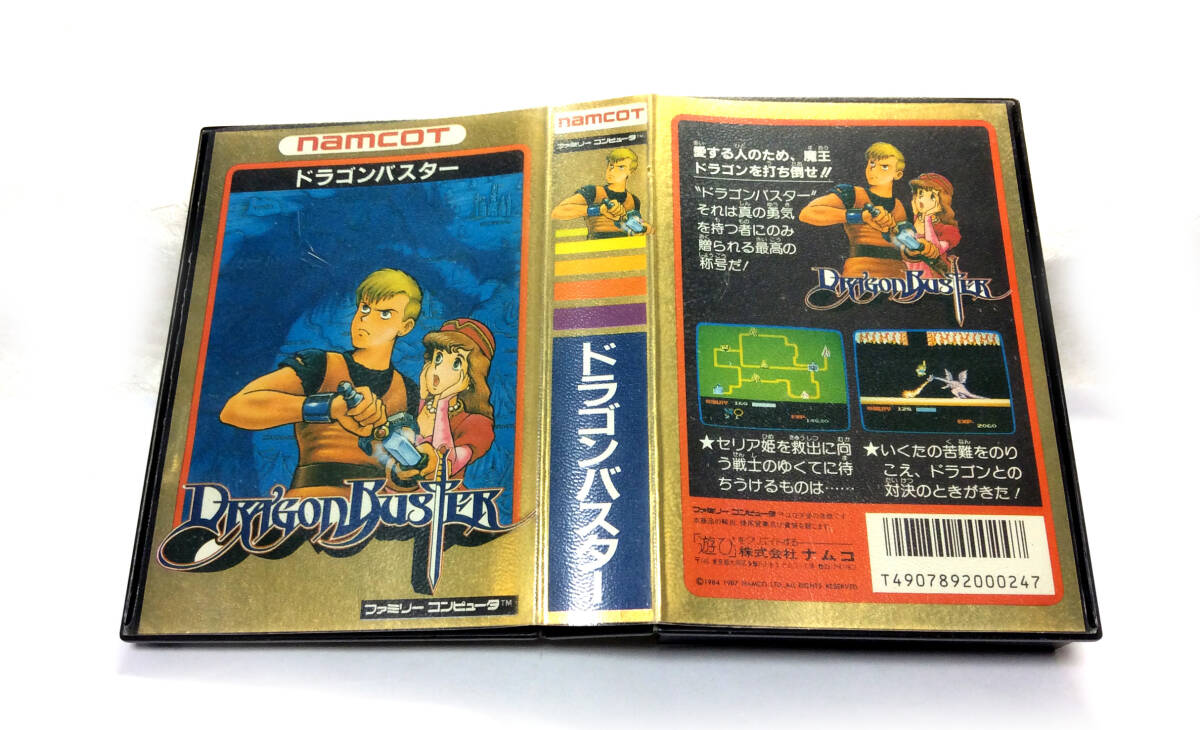 namcot
ドラゴンバスター
DRAGON BUSTER
ファミリー コンピュータ™
namcot
ファミリー コンピュータ™
ドラゴンバスター
愛する人のため、魔王
ドラゴンを打ち倒せ!!
"ドラゴンバスター"
それは真の勇気
を持つ者にのみ
贈られる最高の
称号だ!
DRAGON BUSTER
160
EXP.
128
EXP.
2060
★セリア姫を救出に向
う戦士のゆくてに待
ちうけるものは……
★いくたの苦難をのり
こえ、ドラゴンとの
対決のときがきた!
ファミリー コンピュータ
「遊び」をクリエイトする
株式会社ナムコ
©1984 1987 NAMCO LTD. ALL RIGHTS RESERVED
T4907892000247